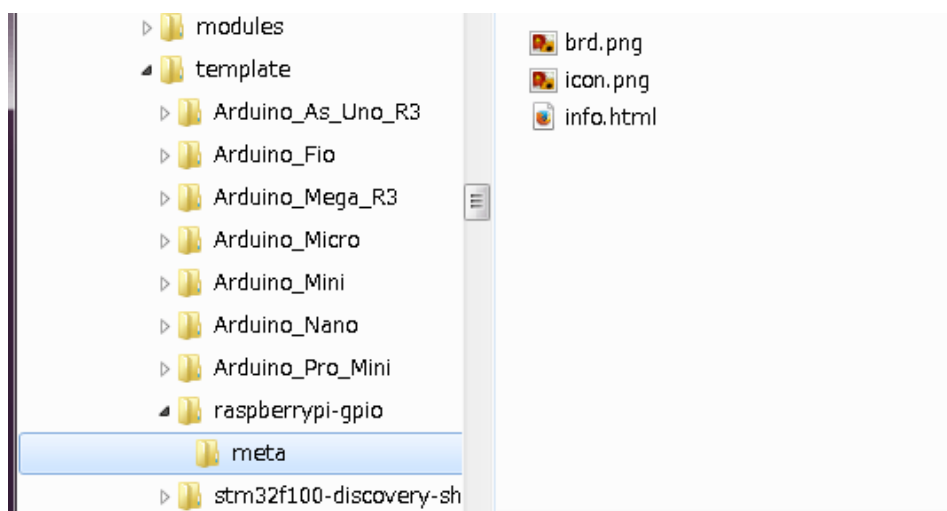 modules
template
Arduino_As_Uno_R3
Arduino_Fio
Arduino_Mega_R3
Arduino_Micro
Arduino_Mini
Arduino_Nano
Arduino_Pro_Mini
raspberrypi-gpio
meta
stm32f100-discovery-sh
brd.png
icon.png
info.html